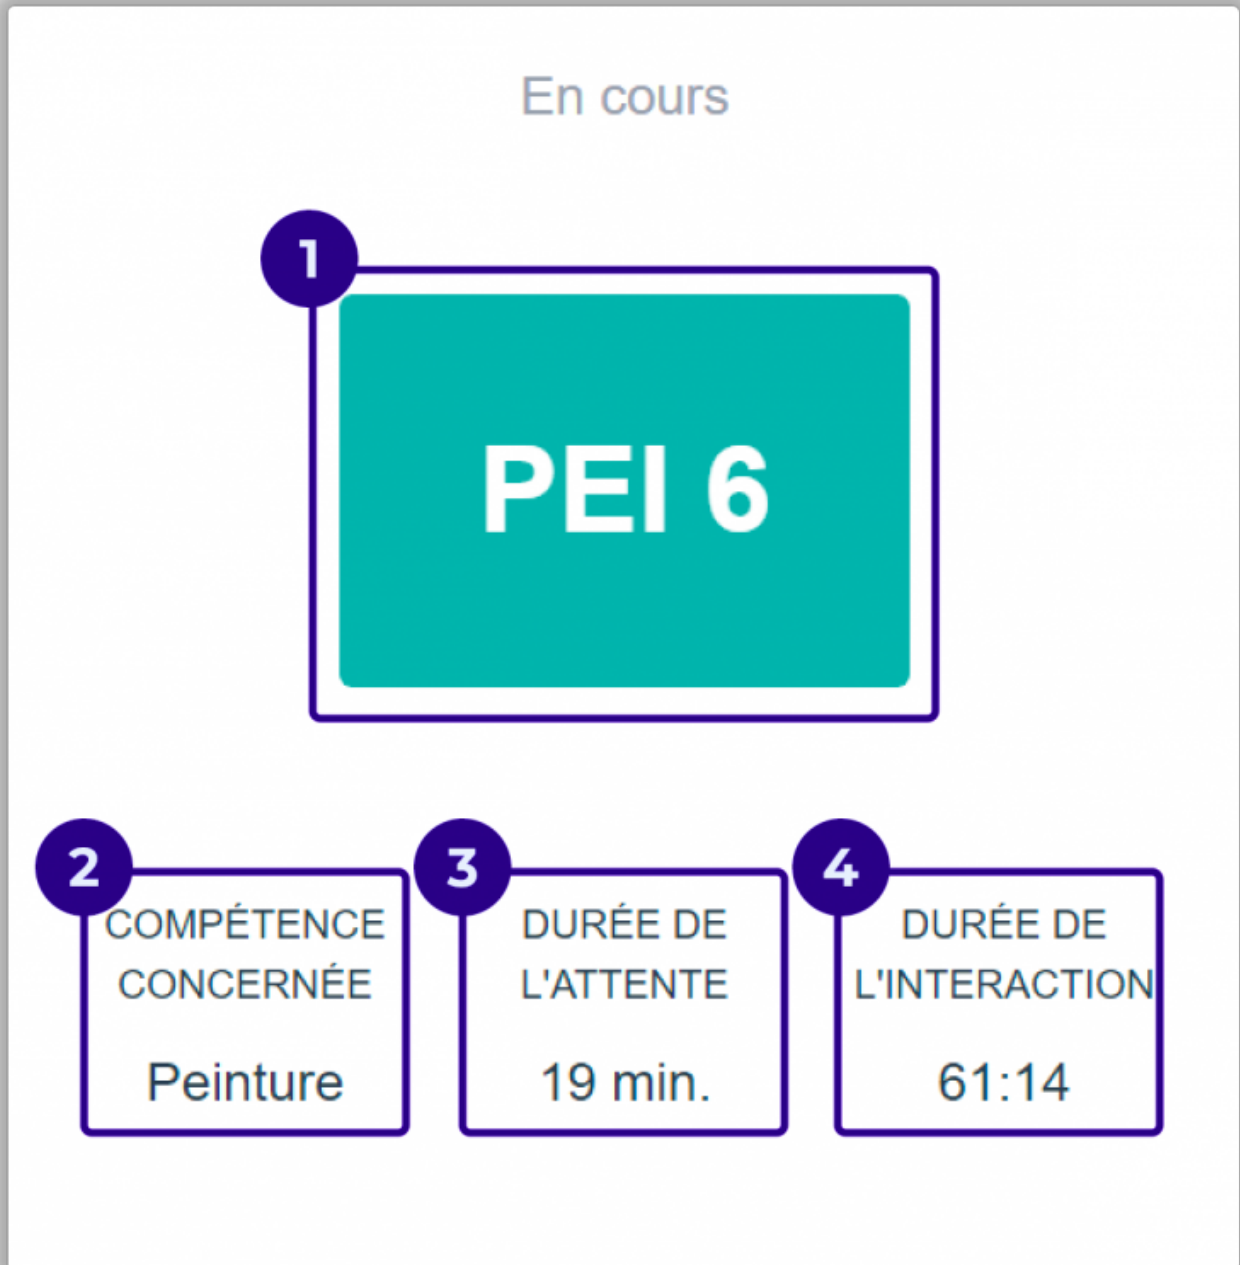 En cours
1
PEI 6
2
COMPÉTENCE
CONCERNÉE
Peinture
3
DURÉE DE
L'ATTENTE
19 min.
4
DURÉE DE
L'INTERACTION
61:14